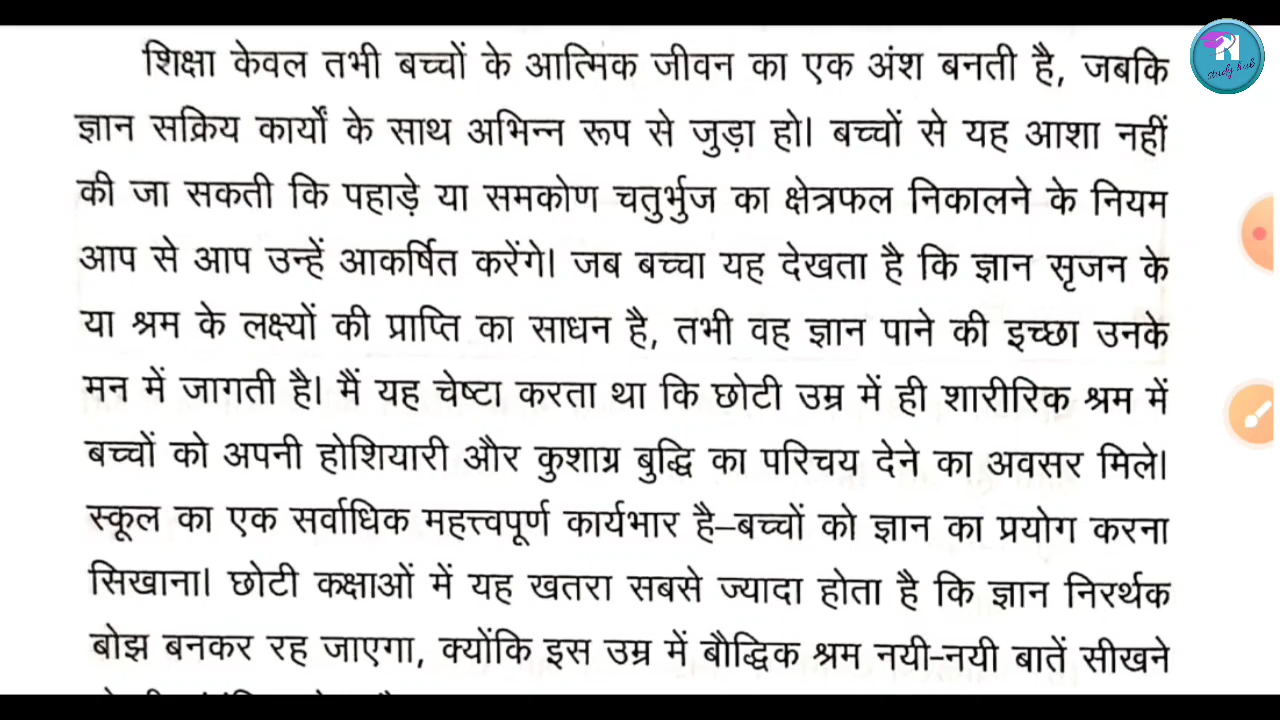 शिक्षा केवल तभी बच्चों के आत्मिक जीवन का एक अंश बनती है, जबकि
ज्ञान सक्रिय कार्यों के साथ अभिन्न रूप से जुड़ा हो। बच्चों से यह आशा नहीं
की जा सकती कि पहाड़े या समकोण चतुर्भुज का क्षेत्रफल निकालने के नियम
आप से आप उन्हें आकर्षित करेंगे। जब बच्चा यह देखता है कि ज्ञान सृजन के
या श्रम के लक्ष्यों की प्राप्ति का साधन है, तभी वह ज्ञान पाने की इच्छा उनके
मन में जागती है। मैं यह चेष्टा करता था कि छोटी उम्र में ही शारीरिक श्रम में
बच्चों को अपनी होशियारी और कुशाग्र बुद्धि का परिचय देने का अवसर मिले।
स्कूल का एक सर्वाधिक महत्त्वपूर्ण कार्यभार है–बच्चों को ज्ञान का प्रयोग करना
सिखाना। छोटी कक्षाओं में यह खतरा सबसे ज्यादा होता है कि ज्ञान निरर्थक
बोझ बनकर रह जाएगा, क्योंकि इस उम्र में बौद्धिक श्रम नयी-नयी बातें सीखने
study hub